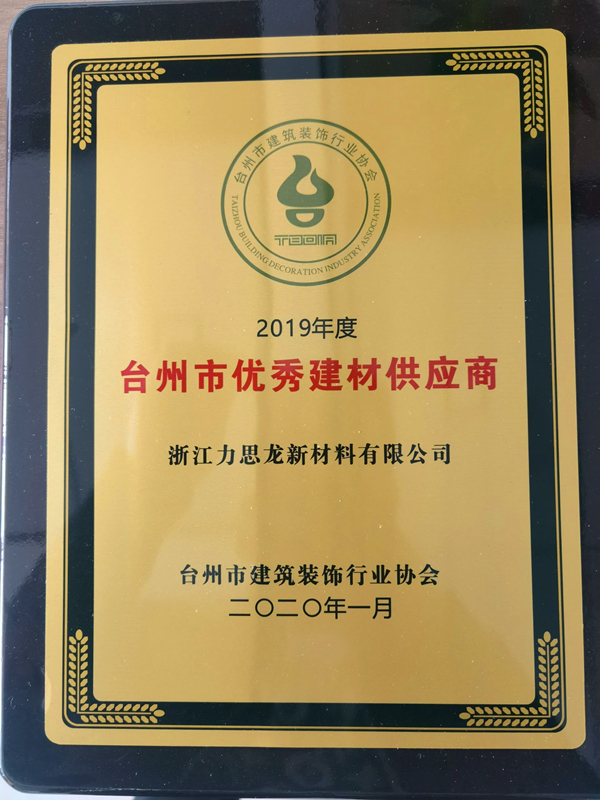 台州市建筑装饰行业协会
TBDIA
TAIZHOU BUILDING DECORATION INDUSTRY ASSOCIATION
2019年度
台州市优秀建材供应商
浙江力思龙新材料有限公司
台州市建筑装饰行业协会
二〇二〇年一月